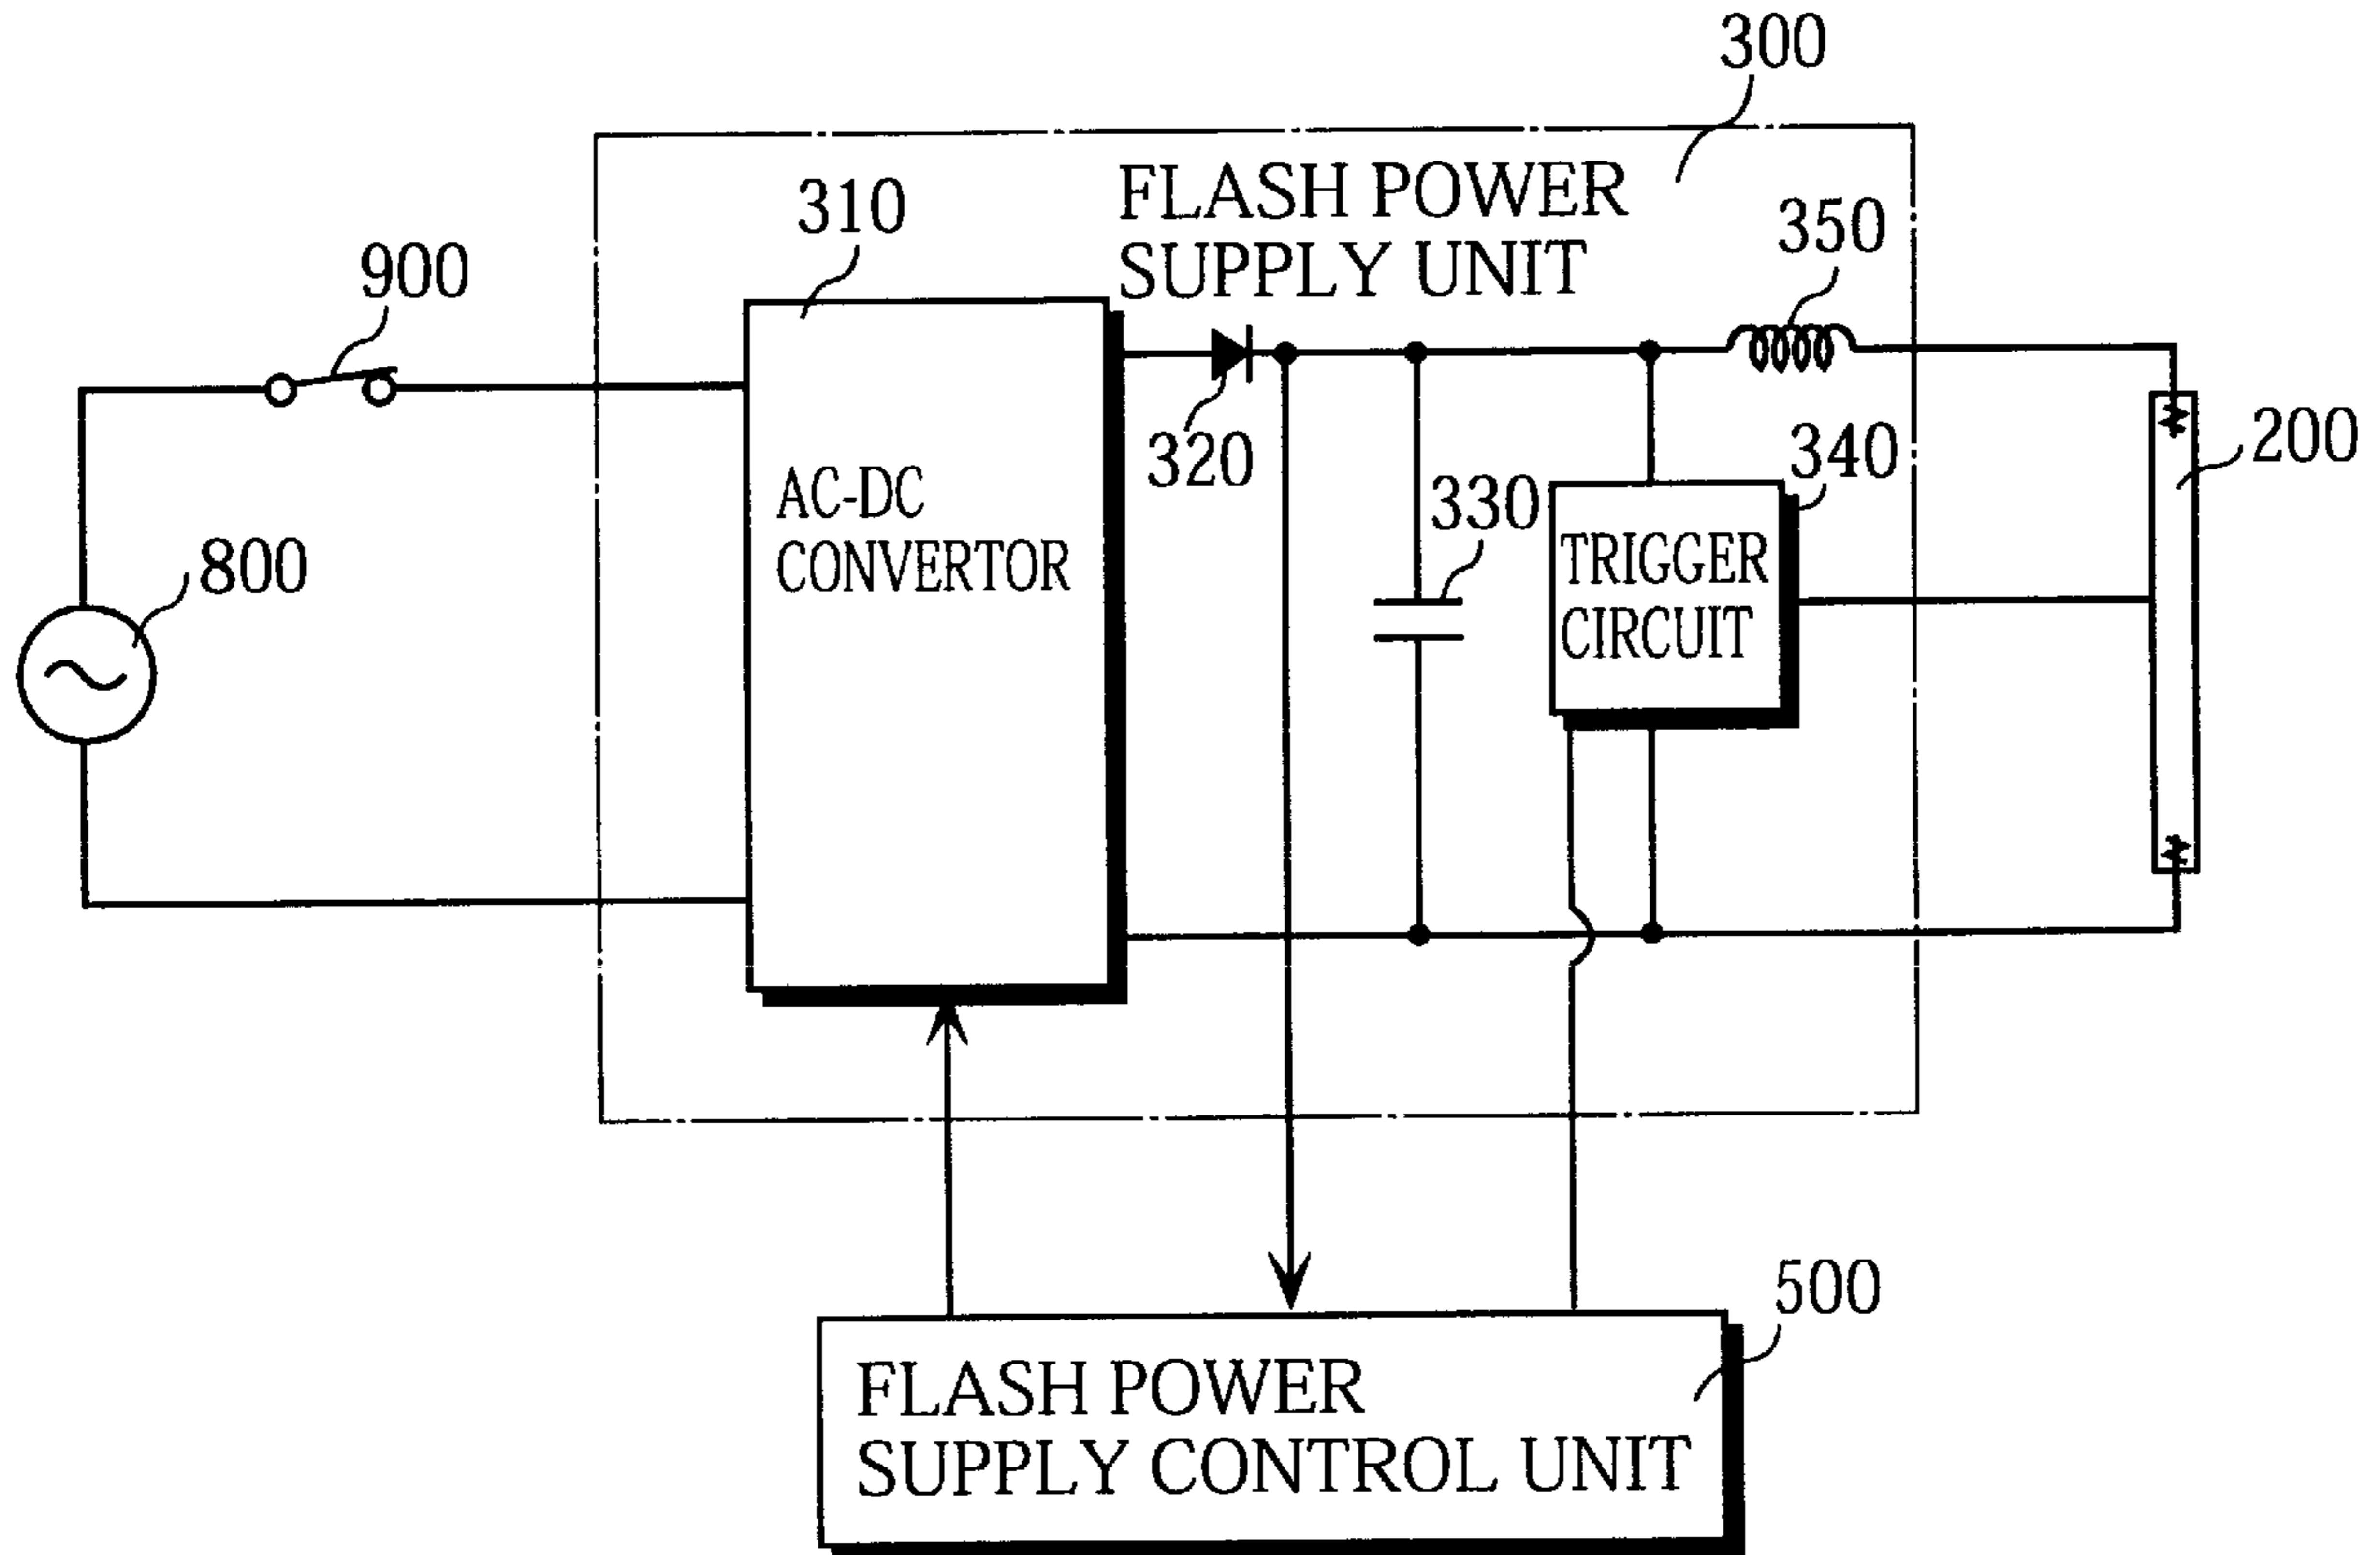 300
FLASH POWER
SUPPLY UNIT
310
350
900
320
200
340
330
AC-DC
CONVERTOR
TRIGGER
CIRCUIT
800
500
FLASH POWER
SUPPLY CONTROL UNIT